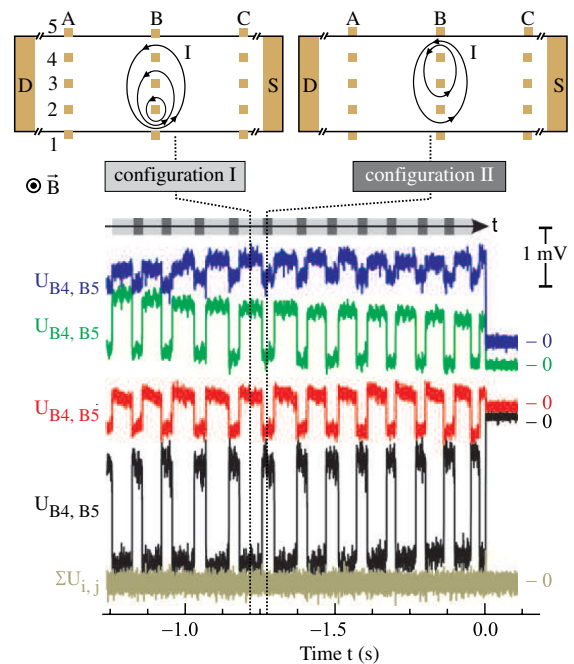 5 A B C A B C
4 I I
D 3 S D S
2
1
configuration I configuration II
⊙ B⃗
t
1 mV
U_B4, B5
– 0
U_B4, B5
– 0
U_B4, B5
– 0
– 0
U_B4, B5
ΣU_i, j
– 0
–1.0 –1.5 0.0
Time t (s)